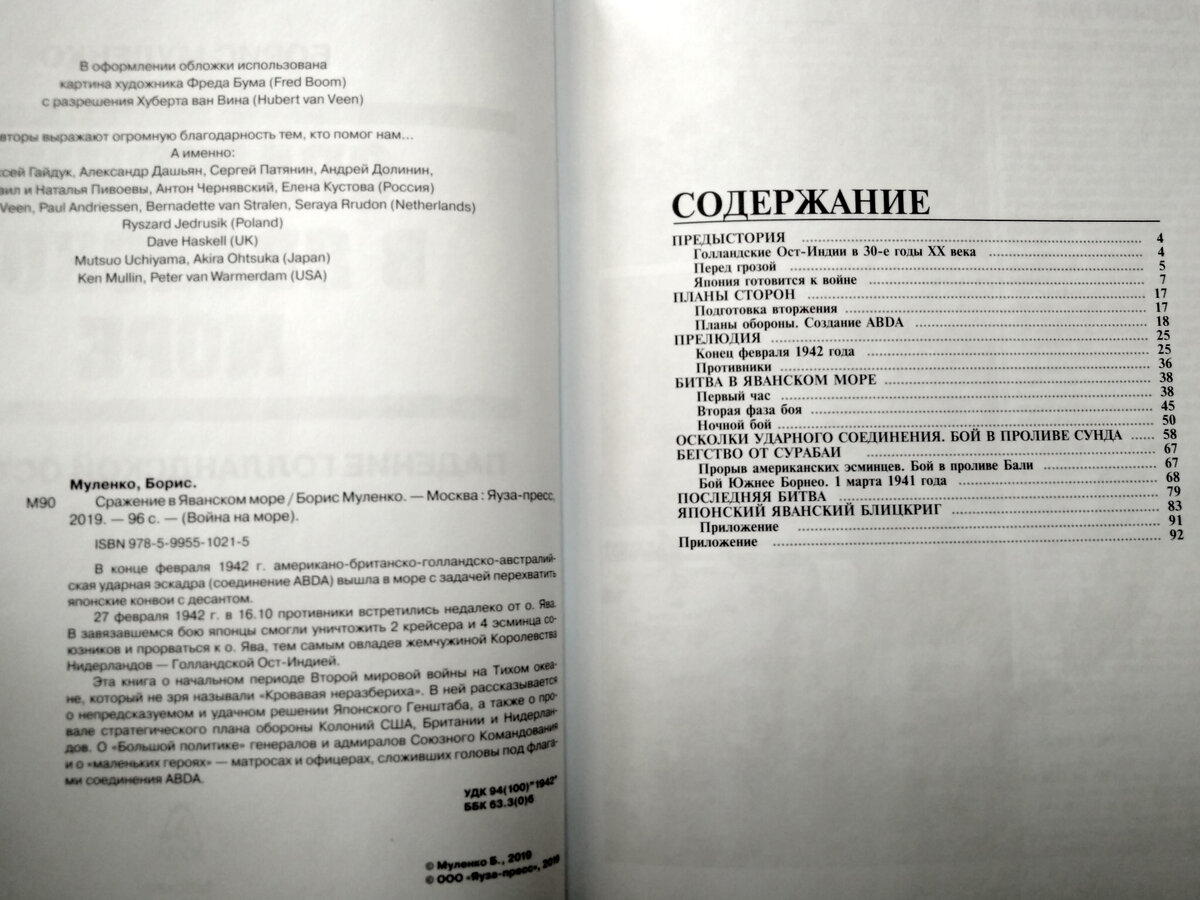 В оформлении обложки использована
картина художника Фреда Бума (Fred Boom)
с разрешения Хуберта ван Вина (Hubert van Veen)
вторы выражают огромную благодарность тем, кто помог нам...
А именно:
сей Гайдук, Александр Дашьян, Сергей Патянин, Андрей Долинин,
аил и Наталья Пивоевы, Антон Чернявский, Елена Кустова (Россия)
Veen, Paul Andriessen, Bernadette van Stralen, Seraya Rrudon (Netherlands)
Ryszard Jedrusik (Poland)
Dave Haskell (UK)
Mutsuo Uchiyama, Akira Ohtsuka (Japan)
Ken Mullin, Peter van Warmerdam (USA)
Муленко, Борис.
М90 Сражение в Яванском море / Борис Муленко. — Москва : Яуза-пресс,
2019. — 96 с. — (Война на море).
ISBN 978-5-9955-1021-5
В конце февраля 1942 г. американо-британско-голландско-австралий-
ская ударная эскадра (соединение ABDA) вышла в море с задачей перехватить
японские конвои с десантом.
27 февраля 1942 г. в 16.10 противники встретились недалеко от о. Ява.
В завязавшемся бою японцы смогли уничтожить 2 крейсера и 4 эсминца со-
юзников и прорваться к о. Ява, тем самым овладев жемчужиной Королевства
Нидерландов — Голландской Ост-Индией.
Эта книга о начальном периоде Второй мировой войны на Тихом океа-
не, который не зря называли «Кровавая неразбериха». В ней рассказывается
о непредсказуемом и удачном решении Японского Генштаба, а также о про-
вале стратегического плана обороны Колоний США, Британии и Нидерлан-
дов. О «Большой политике» генералов и адмиралов Союзного Командования
и о «маленьких героях» — матросах и офицерах, сложивших головы под флага-
ми соединения ABDA.
УДК 94(100)"1942"
ББК 63.3(0)6
© Муленко Б., 2019
© ООО «Яуза-пресс», 2019
СОДЕРЖАНИЕ
ПРЕДЫСТОРИЯ 4
Голландские Ост-Индии в 30-е годы XX века 4
Перед грозой 5
Япония готовится к войне 7
ПЛАНЫ СТОРОН 17
Подготовка вторжения 17
Планы обороны. Создание ABDA 18
ПРЕЛЮДИЯ 25
Конец февраля 1942 года 25
Противники 36
БИТВА В ЯВАНСКОМ МОРЕ 38
Первый час 38
Вторая фаза боя 45
Ночной бой 50
ОСКОЛКИ УДАРНОГО СОЕДИНЕНИЯ. БОЙ В ПРОЛИВЕ СУНДА 58
БЕГСТВО ОТ СУРАБАИ 67
Прорыв американских эсминцев. Бой в проливе Бали 67
Бой Южнее Борнео. 1 марта 1941 года 68
ПОСЛЕДНЯЯ БИТВА 79
ЯПОНСКИЙ ЯВАНСКИЙ БЛИЦКРИГ 83
Приложение 91
Приложение 92